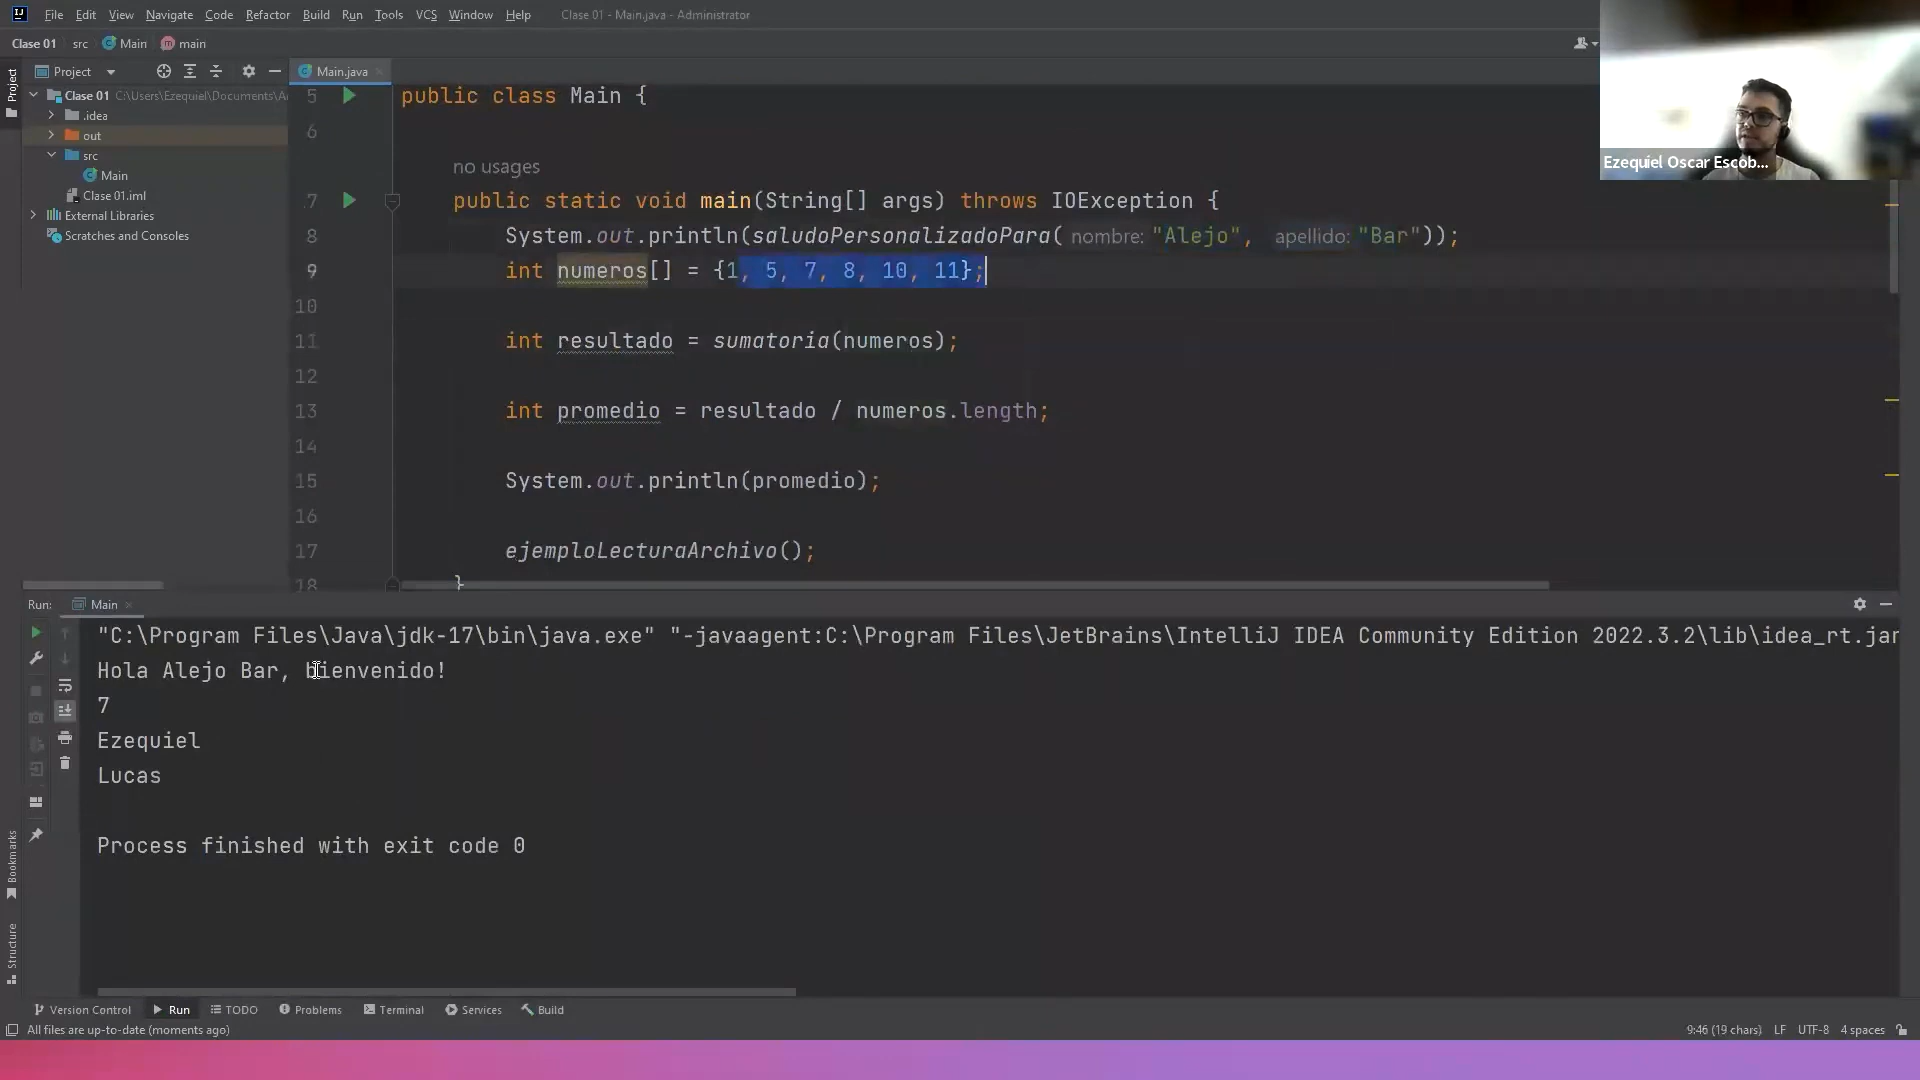 File Edit View Navigate Code Refactor Build Run Tools VCS Window Help Clase 01 - Main.java - Administrator
Clase 01 src Main main
Project
Main.java
Clase 01 C:\Users\Ezequiel\Documents\A
.idea
out
src
Main
Clase 01.iml
External Libraries
Scratches and Consoles
5 public class Main {
6
no usages
7 public static void main(String[] args) throws IOException {
8 System.out.println(saludoPersonalizadoPara( nombre: "Alejo", apellido: "Bar"));
9 int numeros[] = {1, 5, 7, 8, 10, 11};
10
11 int resultado = sumatoria(numeros);
12
13 int promedio = resultado / numeros.length;
14
15 System.out.println(promedio);
16
17 ejemploLecturaArchivo();
18 }
Ezequiel Oscar Escob...
Run: Main
"C:\Program Files\Java\jdk-17\bin\java.exe" "-javaagent:C:\Program Files\JetBrains\IntelliJ IDEA Community Edition 2022.3.2\lib\idea_rt.jar
Hola Alejo Bar, bienvenido!
7
Ezequiel
Lucas
Process finished with exit code 0
Project
Bookmarks
Structure
Version Control Run TODO Problems Terminal Services Build
All files are up-to-date (moments ago) 9:46 (19 chars) LF UTF-8 4 spaces